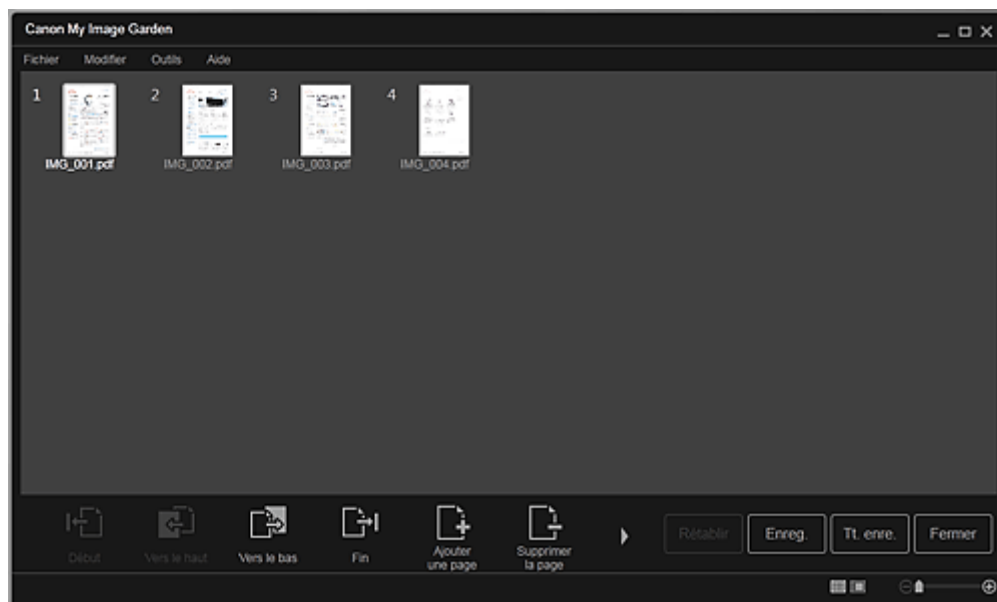 Canon My Image Garden
Fichier Modifier Outils Aide
1 2 3 4
IMG_001.pdf IMG_002.pdf IMG_003.pdf IMG_004.pdf
Début Vers le haut Vers le bas Fin Ajouter une page Supprimer la page Rétablir Enreg. Tt. enre. Fermer